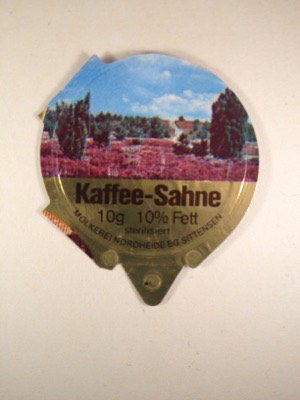 Kaffee-Sahne
10g 10% Fett
sterilisiert
MOLKEREI NORDHEIDE EG SITTENSEN